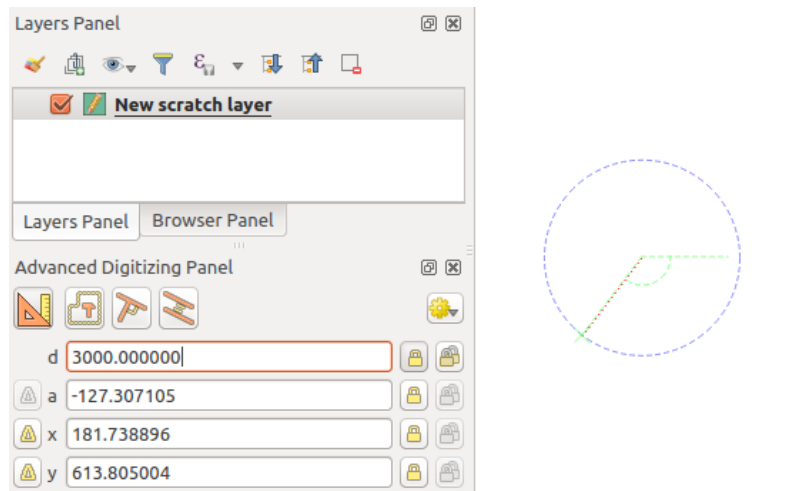 Layers Panel
New scratch layer
Layers Panel Browser Panel
Advanced Digitizing Panel
d 3000.000000
a -127.307105
x 181.738896
y 613.805004